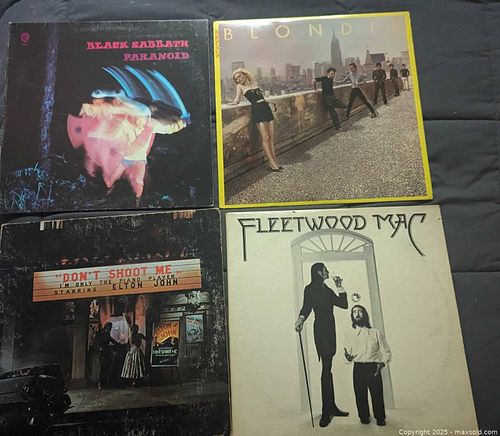 BLACK SABBATH
PARANOID
BLONDIE
"DON'T SHOOT ME"
I'M ONLY THE PIANO PLAYER
STARRING ELTON JOHN
FLEETWOOD MAC
Copyright 2025 - maxsold.com